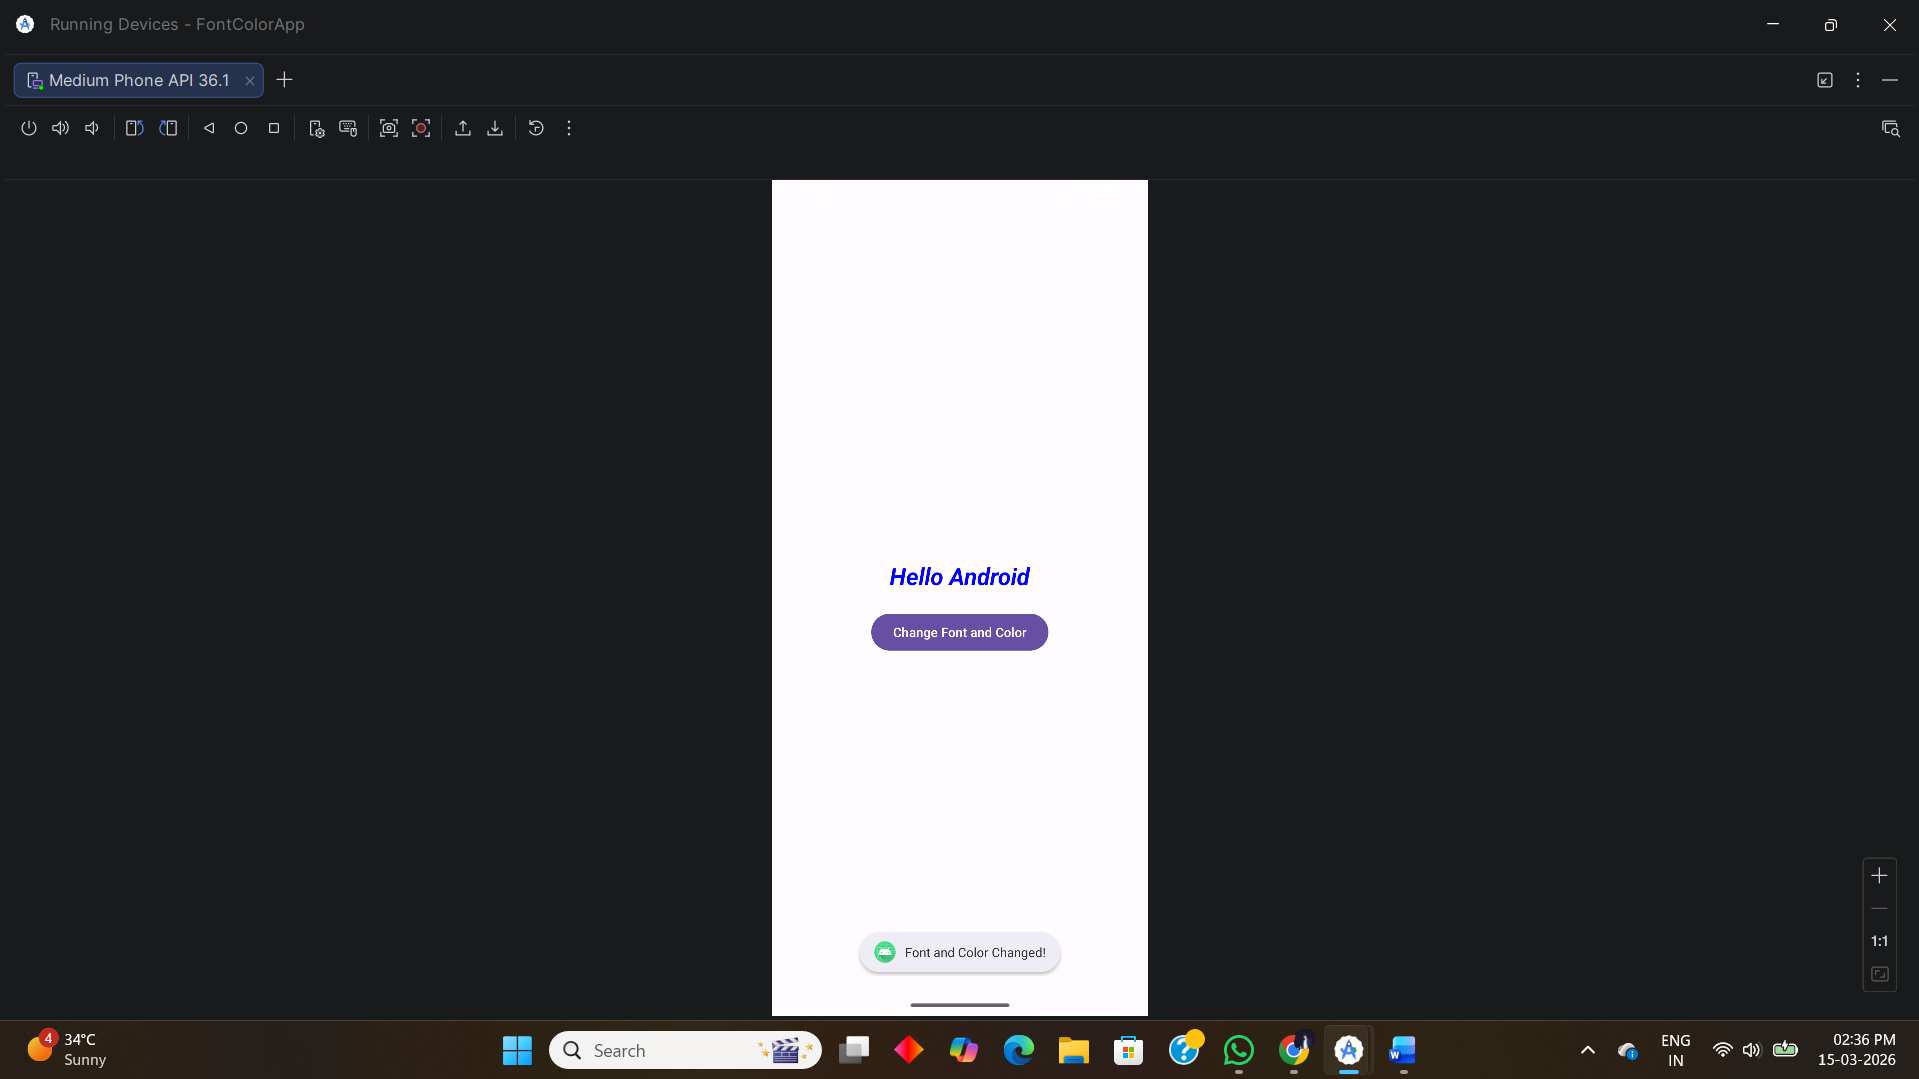 Running Devices - FontColorApp
Medium Phone API 36.1
Hello Android
Change Font and Color
Font and Color Changed!
1:1
4
34°C
Sunny
Search
W
ENG
IN
02:36 PM
15-03-2026